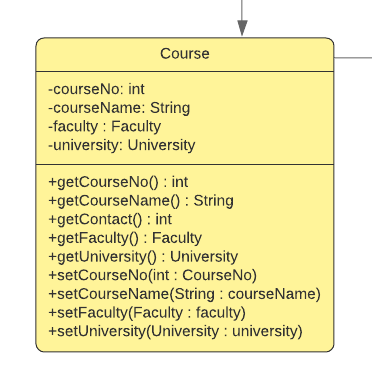 Course
-courseNo: int
-courseName: String
-faculty : Faculty
-university: University
+getCourseNo() : int
+getCourseName() : String
+getContact() : int
+getFaculty() : Faculty
+getUniversity() : University
+setCourseNo(int : CourseNo)
+setCourseName(String : courseName)
+setFaculty(Faculty : faculty)
+setUniversity(University : university)